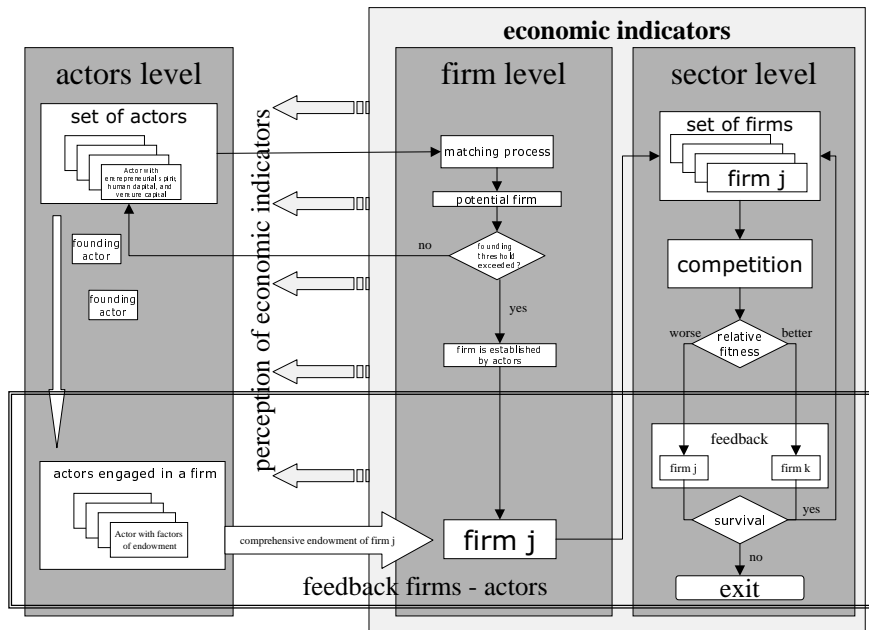 economic indicators
actors level
set of actors
Actor with
entrepreneurial spirit,
human capital, and
venture capital
founding
actor
founding
actor
actors engaged in a firm
Actor with factors
of endowment
perception of economic indicators
comprehensive endowment of firm j
firm level
matching process
potential firm
founding
threshold
exceeded?
no
yes
firm is established
by actors
firm j
sector level
set of firms
firm j
competition
relative
fitness
worse
better
feedback
firm j
firm k
survival
yes
no
exit
feedback firms - actors